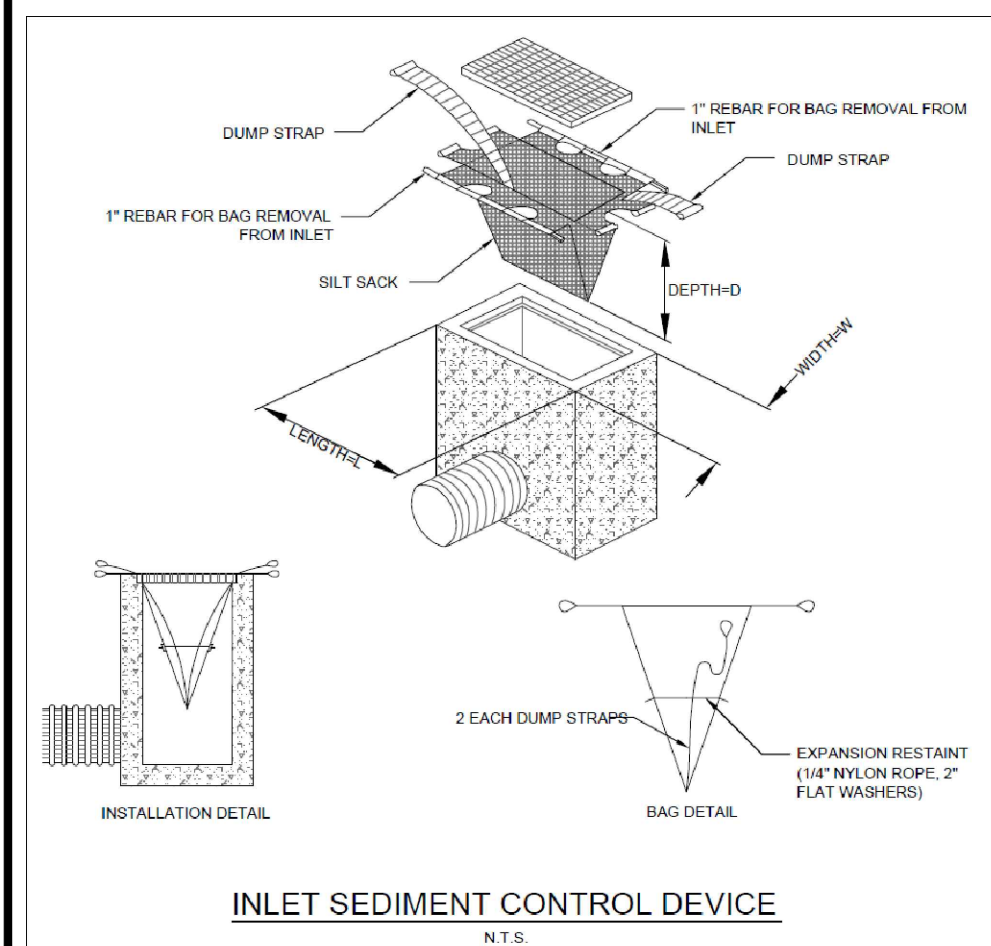 DUMP STRAP
1" REBAR FOR BAG REMOVAL FROM
INLET
DUMP STRAP
1" REBAR FOR BAG REMOVAL
FROM INLET
SILT SACK
DEPTH=D
WIDTH=W
LENGTH=L
2 EACH DUMP STRAPS
EXPANSION RESTAINT
(1/4" NYLON ROPE, 2"
FLAT WASHERS)
INSTALLATION DETAIL
BAG DETAIL
INLET SEDIMENT CONTROL DEVICE
N.T.S.